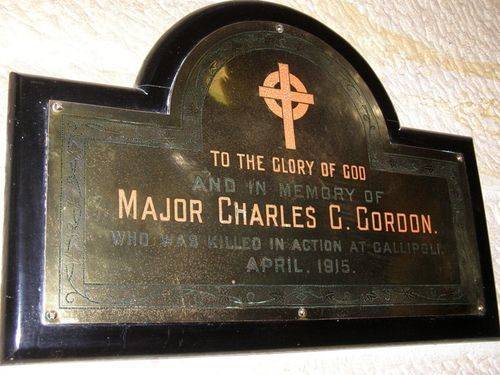 TO THE GLORY OF GOD
AND IN MEMORY OF
MAJOR CHARLES G. GORDON.
WHO WAS KILLED IN ACTION AT GALLIPOLI.
APRIL, 1915.